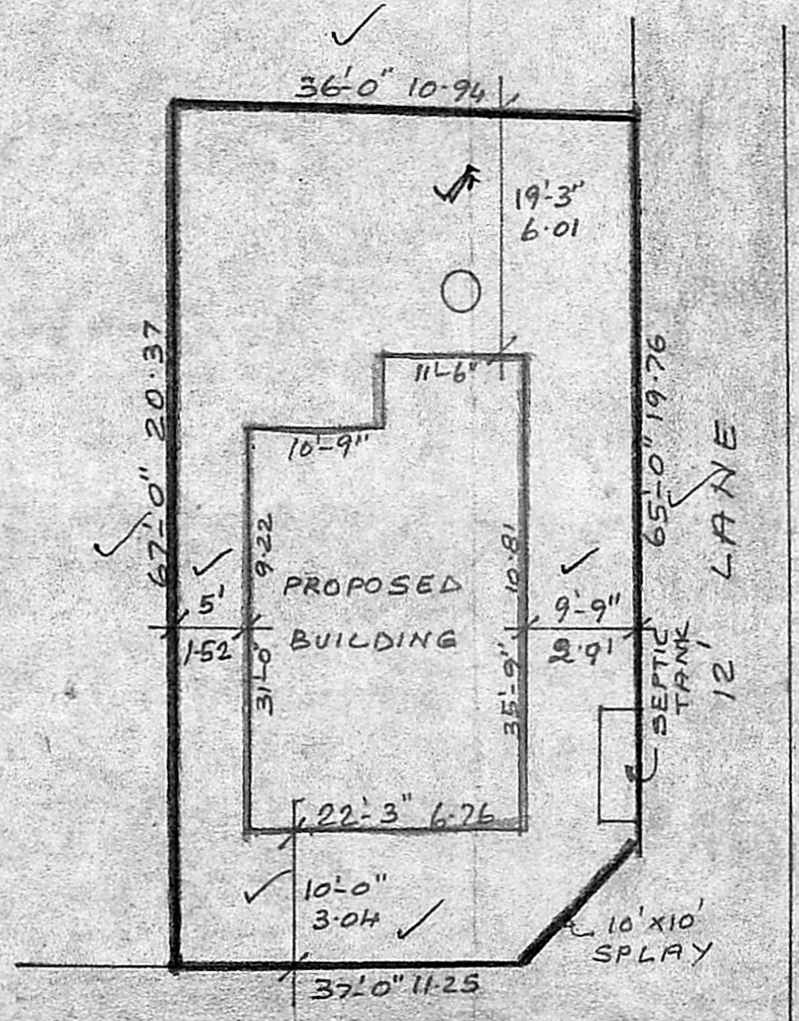 36'-0" 10·94
19'-3"
6·01
11'-6"
10'-9"
67'-0" 20·37
65'-0" 19·76
LANE
12'
9·22
31'-0"
PROPOSED
BUILDING
10·81
35'-9"
5'
1·52
9'-9"
2·91
SEPTIC
TANK
22'-3" 6·76
10'-0"
3·04
10'X10'
SPLAY
37'-0" 11·25